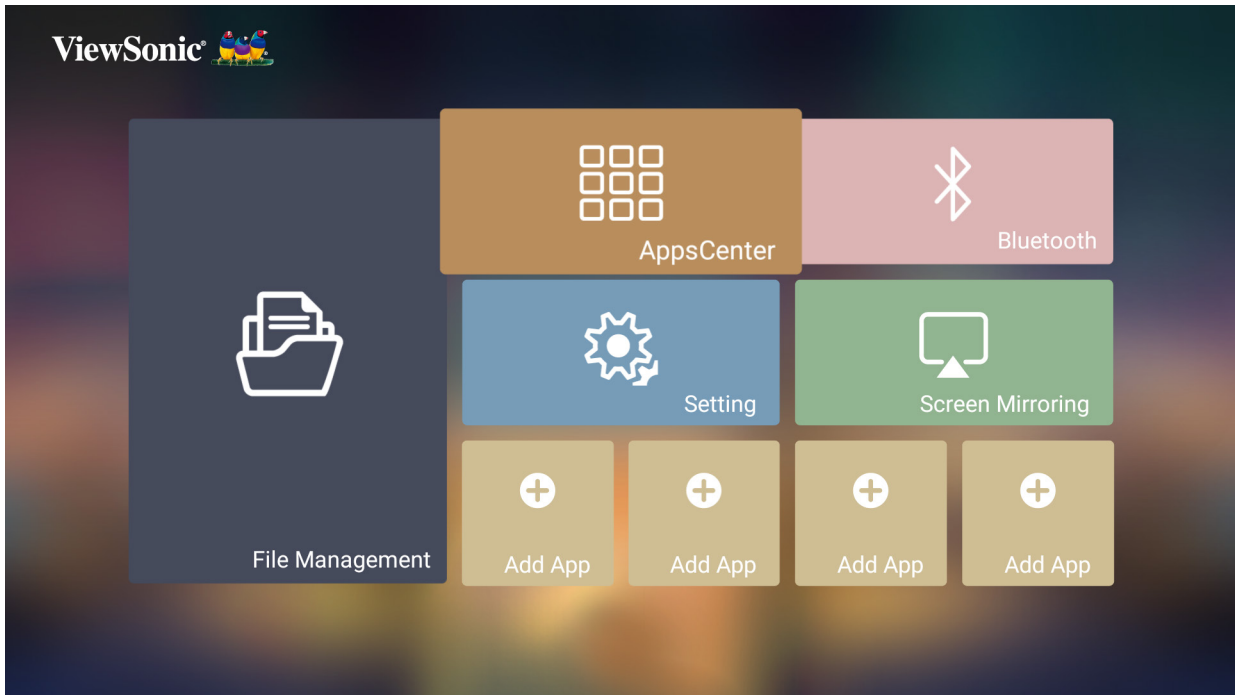 ViewSonic®
AppsCenter
Bluetooth
Setting
Screen Mirroring
File Management
Add App
Add App
Add App
Add App